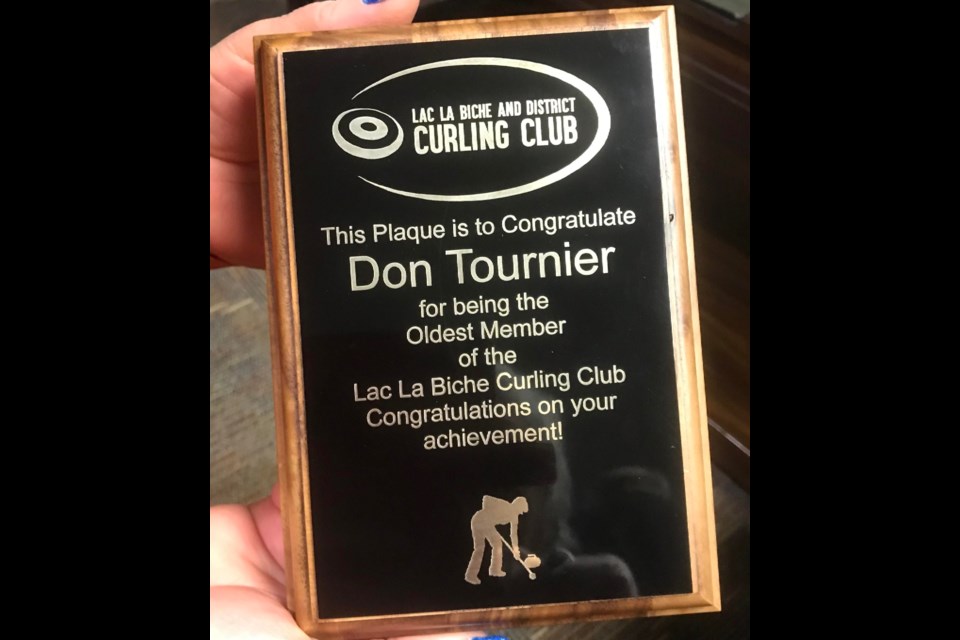 LAC LA BICHE AND DISTRICT
CURLING CLUB
This Plaque is to Congratulate
Don Tournier
for being the
Oldest Member
of the
Lac La Biche Curling Club
Congratulations on your
achievement!